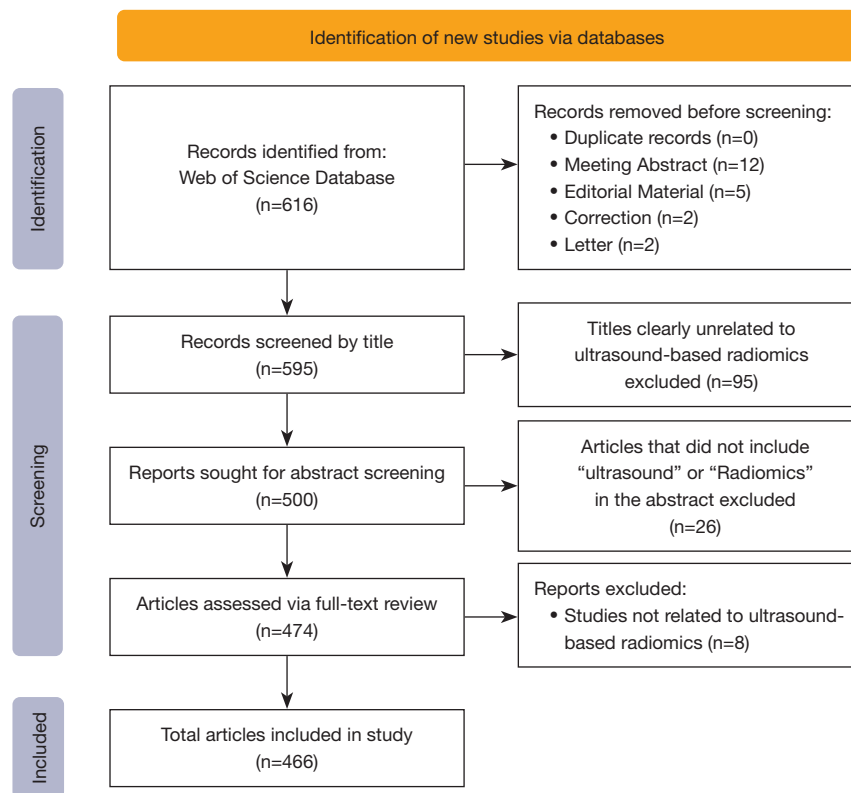 Identification of new studies via databases
Identification
Records identified from:
Web of Science Database
(n=616)
Records removed before screening:
• Duplicate records (n=0)
• Meeting Abstract (n=12)
• Editorial Material (n=5)
• Correction (n=2)
• Letter (n=2)
Screening
Records screened by title
(n=595)
Titles clearly unrelated to
ultrasound-based radiomics
excluded (n=95)
Reports sought for abstract screening
(n=500)
Articles that did not include
“ultrasound” or “Radiomics”
in the abstract excluded
(n=26)
Articles assessed via full-text review
(n=474)
Reports excluded:
• Studies not related to ultrasound-
based radiomics (n=8)
Included
Total articles included in study
(n=466)